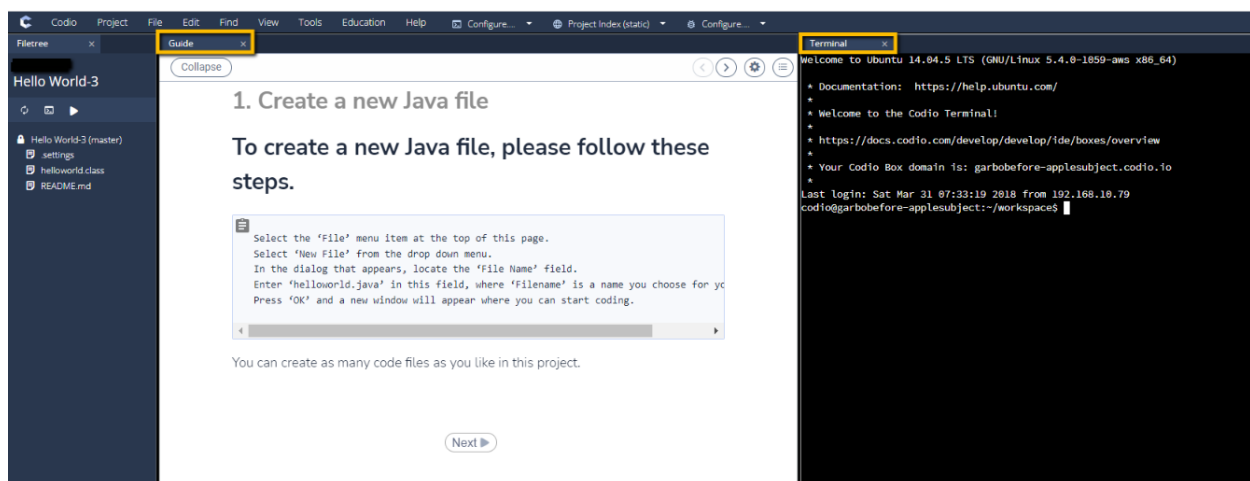 Codio Project File Edit Find View Tools Education Help Configure... Project Index (static) Configure...
Filetree x
Hello World-3
Hello World-3 (master)
.settings
helloworld.class
README.md
Guide x
Collapse
1. Create a new Java file
To create a new Java file, please follow these
steps.
Select the ‘File’ menu item at the top of this page.
Select ‘New File’ from the drop down menu.
In the dialog that appears, locate the ‘File Name’ field.
Enter ‘helloworld.java’ in this field, where ‘Filename’ is a name you choose for yo
Press ‘OK’ and a new window will appear where you can start coding.
You can create as many code files as you like in this project.
Next
Terminal x
Welcome to Ubuntu 14.04.5 LTS (GNU/Linux 5.4.0-1059-aws x86_64)
* Documentation: https://help.ubuntu.com/
*
* Welcome to the Codio Terminal!
*
* https://docs.codio.com/develop/develop/ide/boxes/overview
*
* Your Codio Box domain is: garbobefore-applesubject.codio.io
*
Last login: Sat Mar 31 07:33:19 2018 from 192.168.10.79
codio@garbobefore-applesubject:~/workspace$